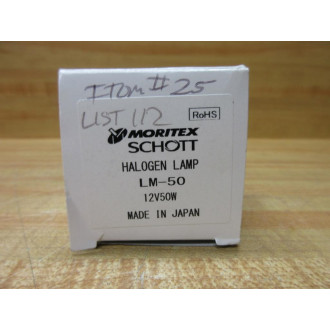 ITEM #25
LIST 112
RoHS
MORITEX
SCHOTT
HALOGEN LAMP
LM-50
12V50W
MADE IN JAPAN